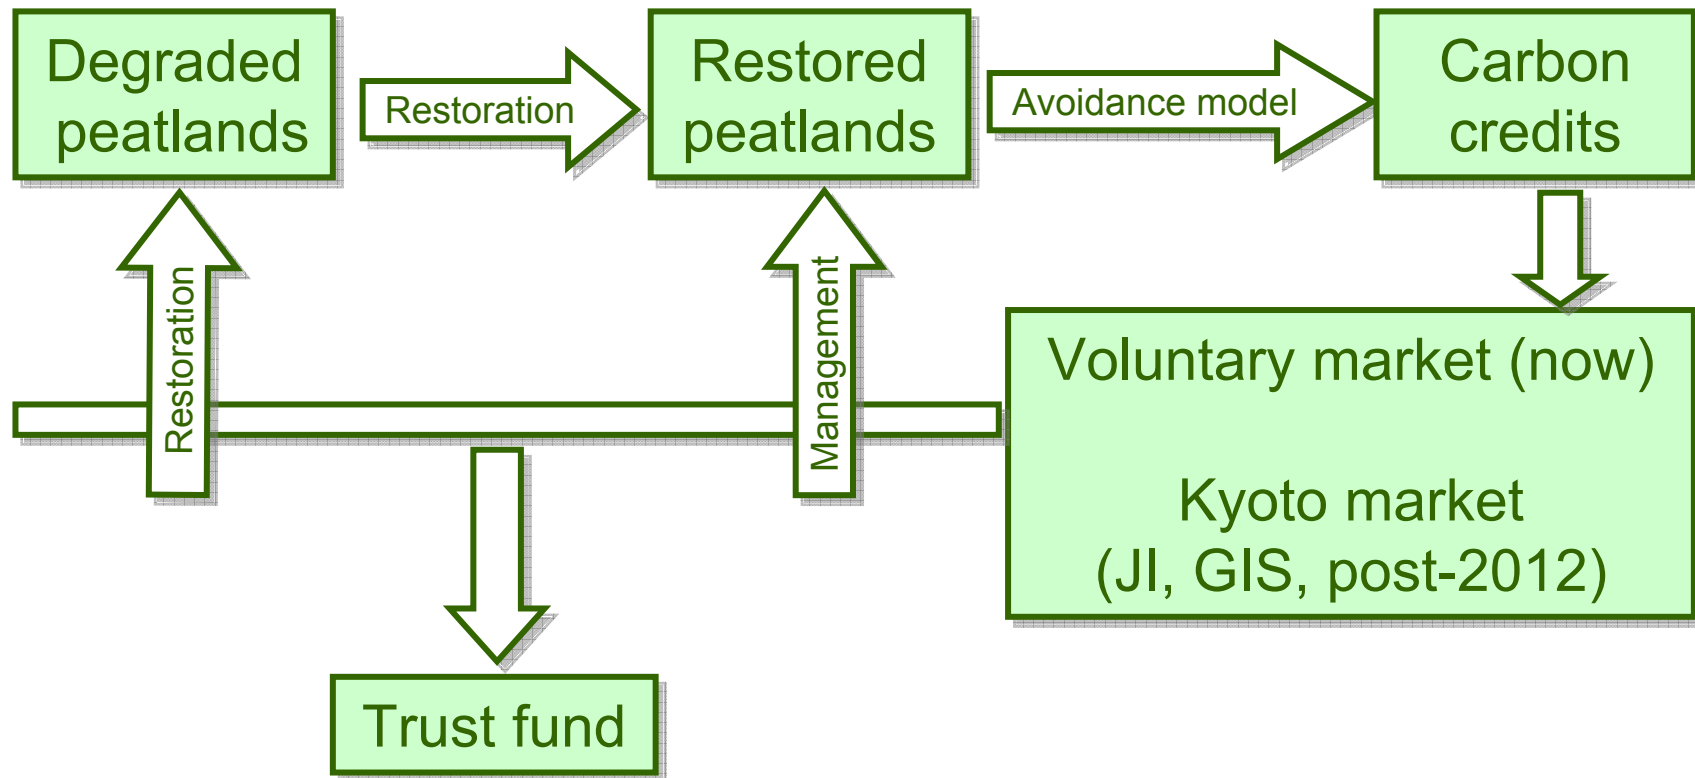 Degraded
peatlands
Restoration
Restored
peatlands
Avoidance model
Carbon
credits
Restoration
Management
Voluntary market (now)
Kyoto market
(JI, GIS, post-2012)
Trust fund